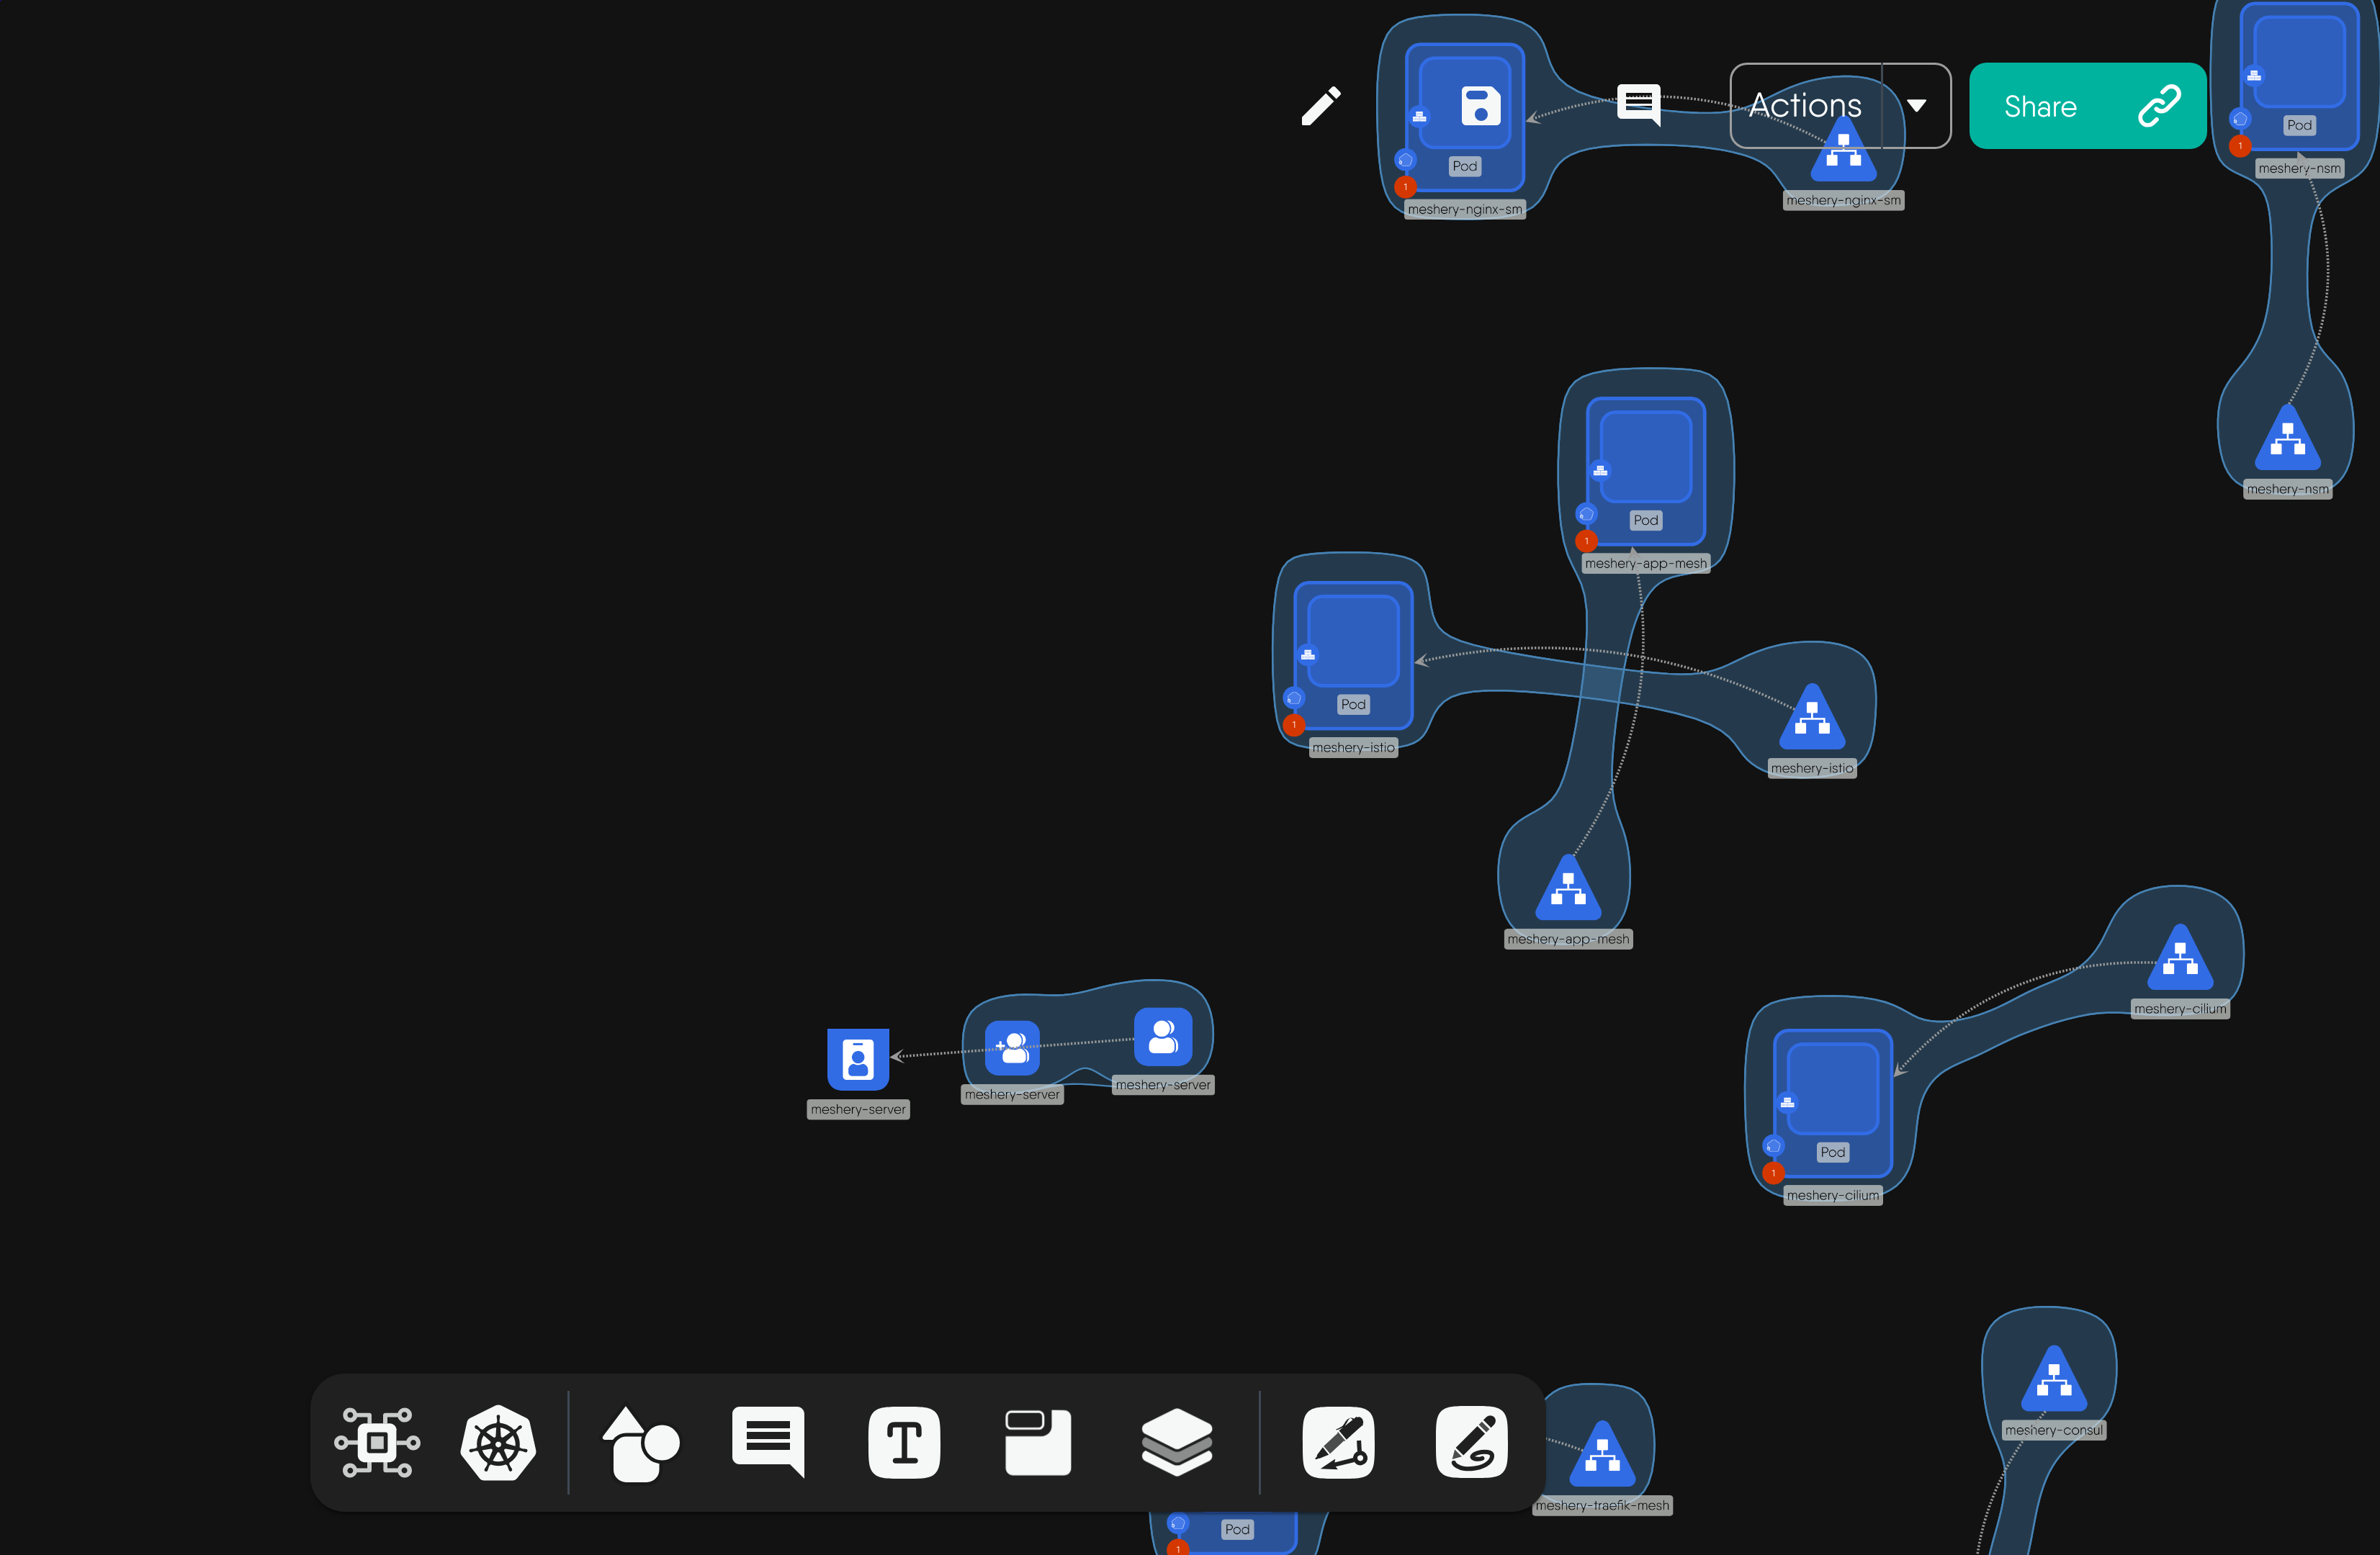 Actions
Share
Pod
meshery-nginx-sm
meshery-nginx-sm
Pod
meshery-nsm
1
1
meshery-nsm
Pod
1
meshery-app-mesh
Pod
1
meshery-istio
meshery-istio
meshery-app-mesh
meshery-cilium
meshery-server
meshery-server
meshery-server
Pod
1
meshery-cilium
meshery-consul
T
meshery-traefik-mesh
Pod
1